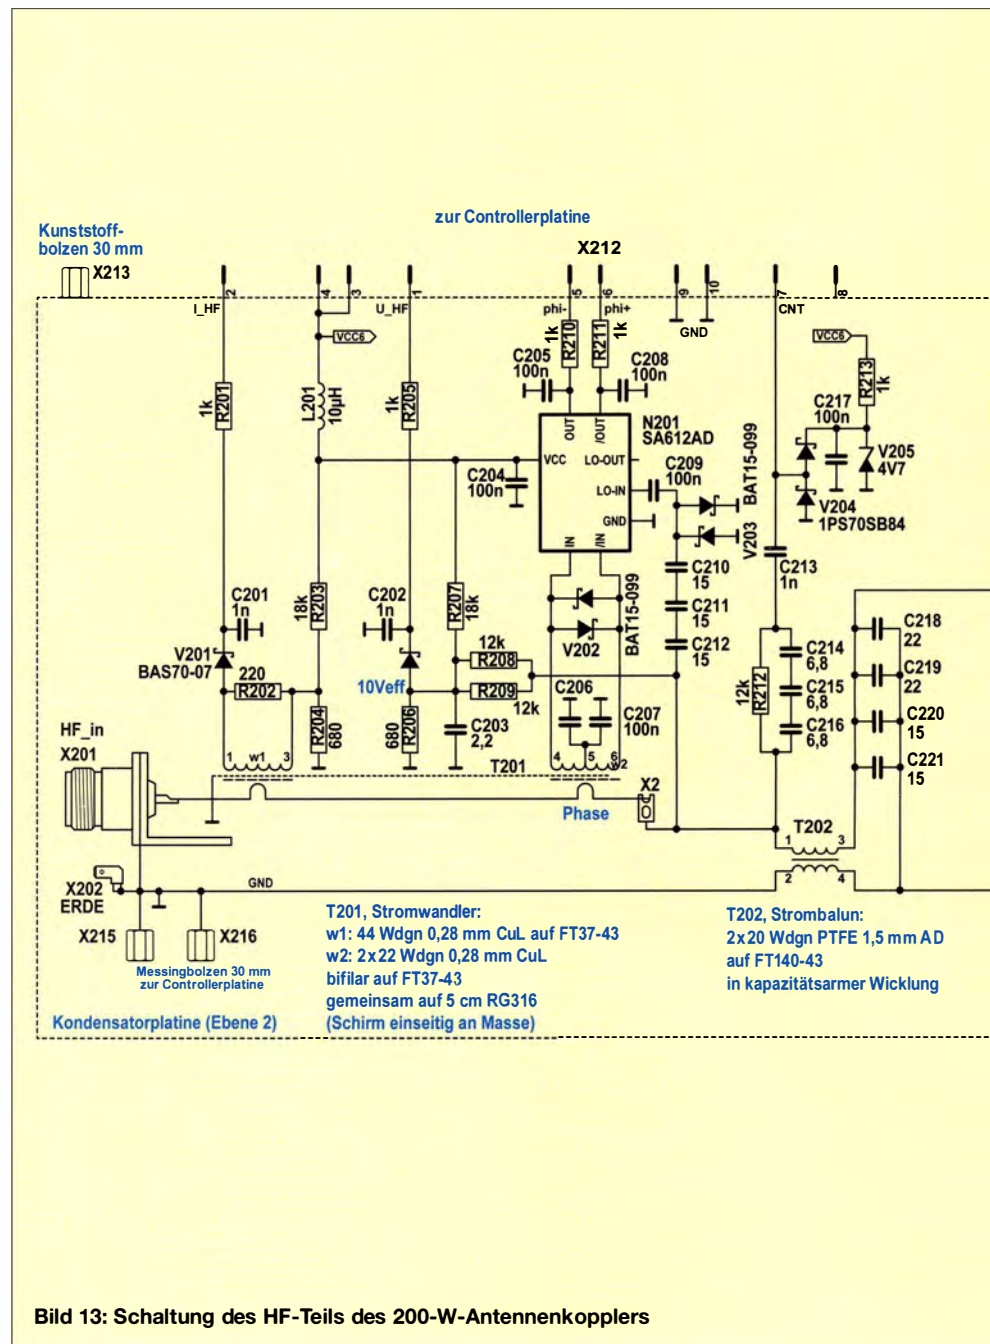 zur Controllerplatine
Kunststoff-
bolzen 30 mm
X213
X212
2
4
3
1
5
6
9
10
7
8
I_HF
U_HF
phi-
phi+
GND
CNT
VCC6
VCC6
1k
R201
L201
10µH
1k
R205
1k
R210
R211
1k
C205
100n
C208
100n
R213
1k
C217
100n
V205
4V7
V204
1PS70SB84
N201
SA612AD
OUT
/OUT
VCC
LO-OUT
LO-IN
GND
IN
/IN
C204
100n
C209
100n
BAT15-099
V203
C210
15
C211
15
C212
15
C213
1n
C201
1n
18k
R203
C202
1n
R207
18k
V201
BAS70-07
220
R202
12k
R208
R209
12k
10Veff
BAT15-099
V202
R204
680
680
R206
C203
2,2
C206
C207
100n
12k
R212
C214
6,8
C215
6,8
C216
6,8
C218
22
C219
22
C220
15
C221
15
HF_in
X201
1
w1
3
T201
4
5
6
w2
Phase
X2
T202
1
3
2
4
X202
ERDE
GND
X215
X216
Messingbolzen 30 mm
zur Controllerplatine
T201, Stromwandler:
w1: 44 Wdgn 0,28 mm CuL auf FT37-43
w2: 2x22 Wdgn 0,28 mm CuL
bifilar auf FT37-43
gemeinsam auf 5 cm RG316
(Schirm einseitig an Masse)
T202, Strombalun:
2x20 Wdgn PTFE 1,5 mm AD
auf FT140-43
in kapazitätsarmer Wicklung
Kondensatorplatine (Ebene 2)
Bild 13: Schaltung des HF-Teils des 200-W-Antennenkopplers